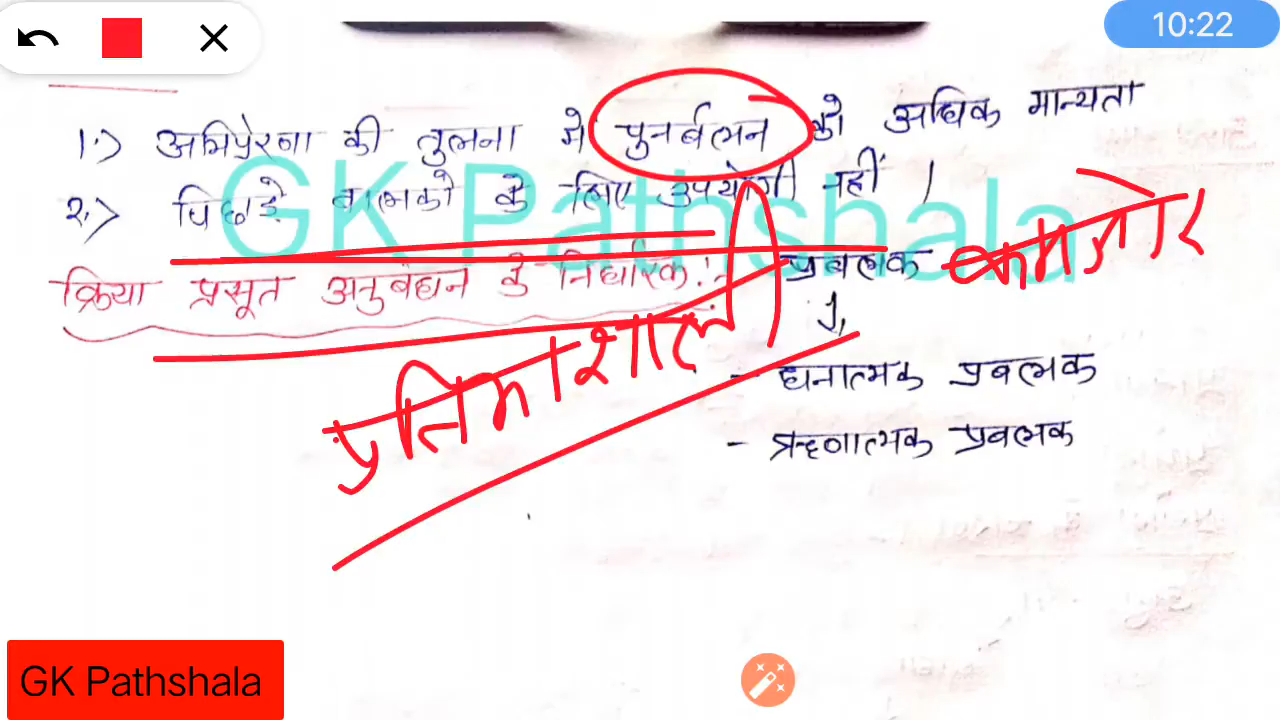 10:22
1.) अभिप्रेरणा की तुलना मे पुनर्बलन को अधिक मान्यता
२.) पिछडे बालको के लिए उपयोगी नहीं ।
कमजोर
क्रिया प्रसूत अनुबंधन के निर्धारक :- प्रबलक
प्रतिभाशाली
- धनात्मक प्रबलक
- ऋणात्मक प्रबलक
GK Pathshala
GK Pathshala